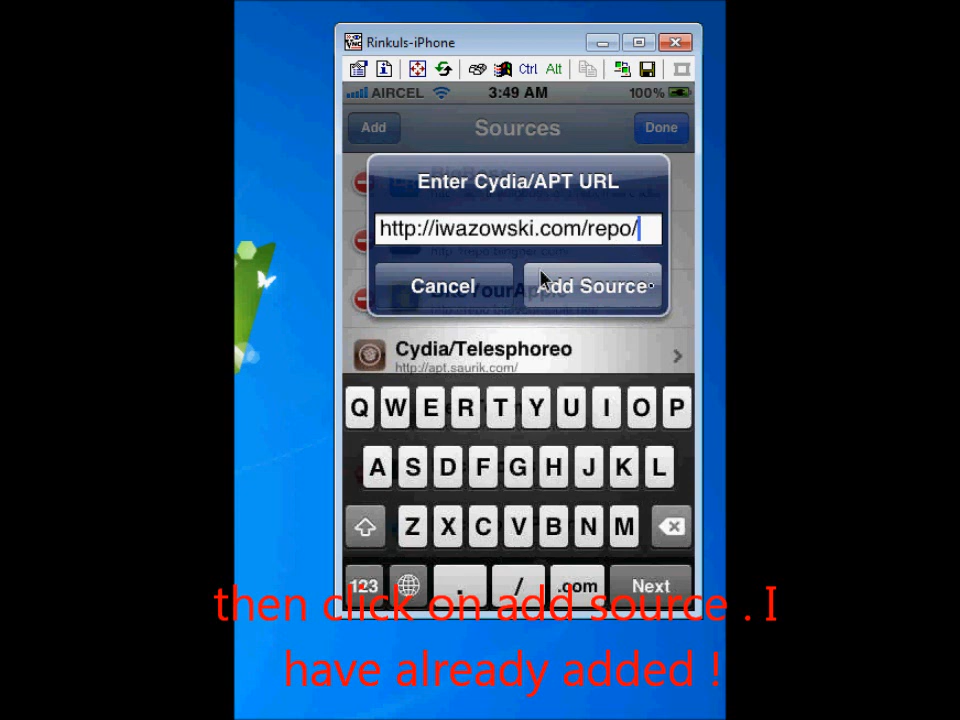 Rinkuls-iPhone
Ctrl Alt
AIRCEL 3:49 AM 100%
Add Sources Done
Enter Cydia/APT URL
http://iwazowski.com/repo/
Cancel Add Source
Cydia/Telesphoreo
http://apt.saurik.com/
Q W E R T Y U I O P
A S D F G H J K L
Z X C V B N M
123 . / .com Next
then click on add source . I
have already added !